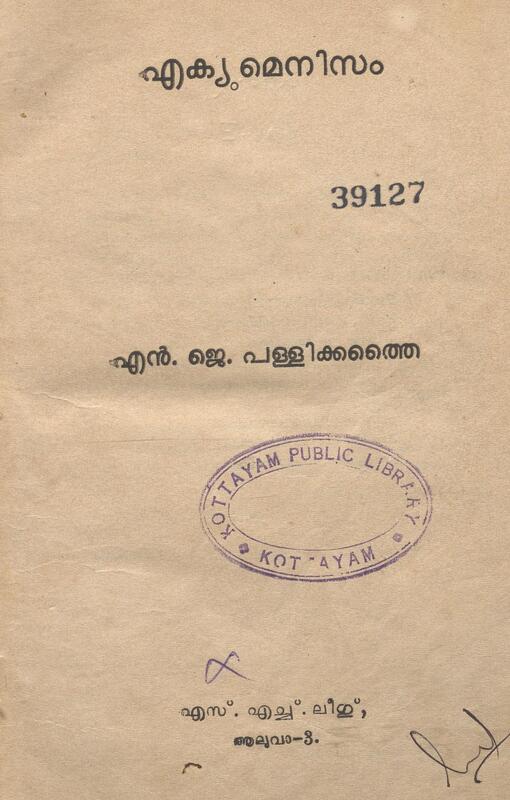 എക്യുമെനിസം
39127
എൻ. ജെ. പള്ളിക്കത്തൈ
KOTTAYAM PUBLIC LIBRARY
KOTTAYAM
എസ്. എച്ച്. ലീഗ്,
ആലുവാ-3.